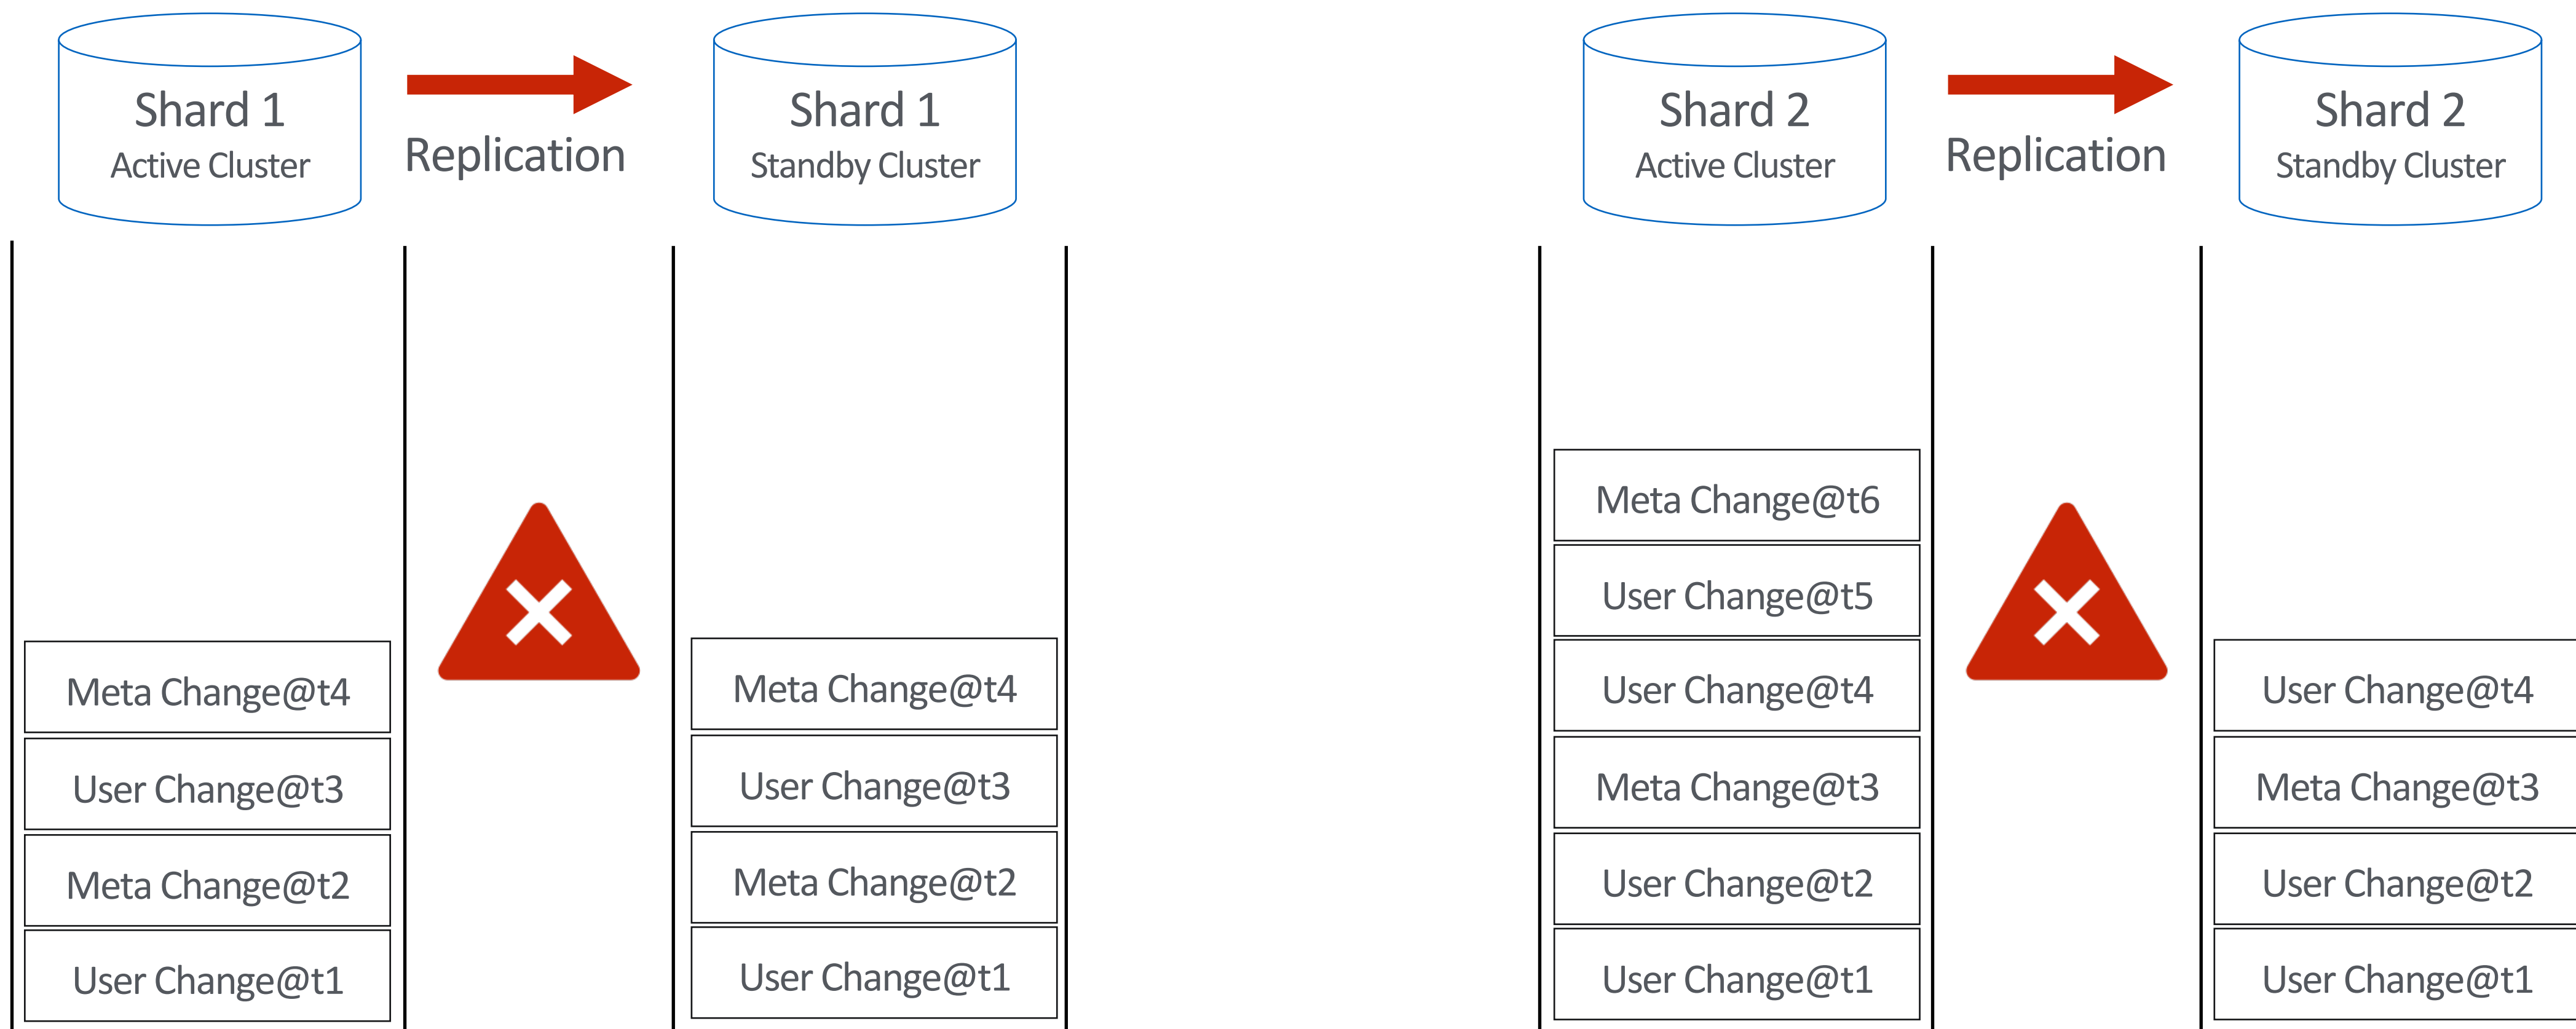 Shard 1
Active Cluster
Replication
Shard 1
Standby Cluster
Shard 2
Active Cluster
Replication
Shard 2
Standby Cluster
Meta Change@t4
User Change@t3
Meta Change@t2
User Change@t1
Meta Change@t4
User Change@t3
Meta Change@t2
User Change@t1
Meta Change@t6
User Change@t5
User Change@t4
Meta Change@t3
User Change@t2
User Change@t1
User Change@t4
Meta Change@t3
User Change@t2
User Change@t1